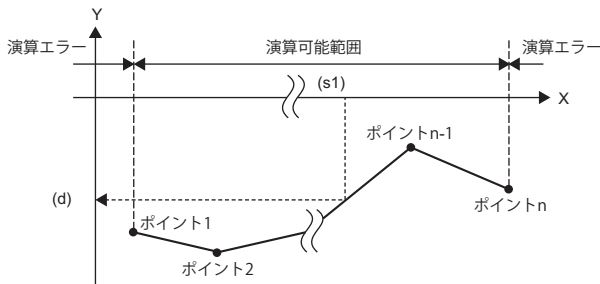 Y
演算エラー
演算可能範囲
演算エラー
(s1)
X
ポイントn-1
(d)
ポイント1
ポイントn
ポイント2